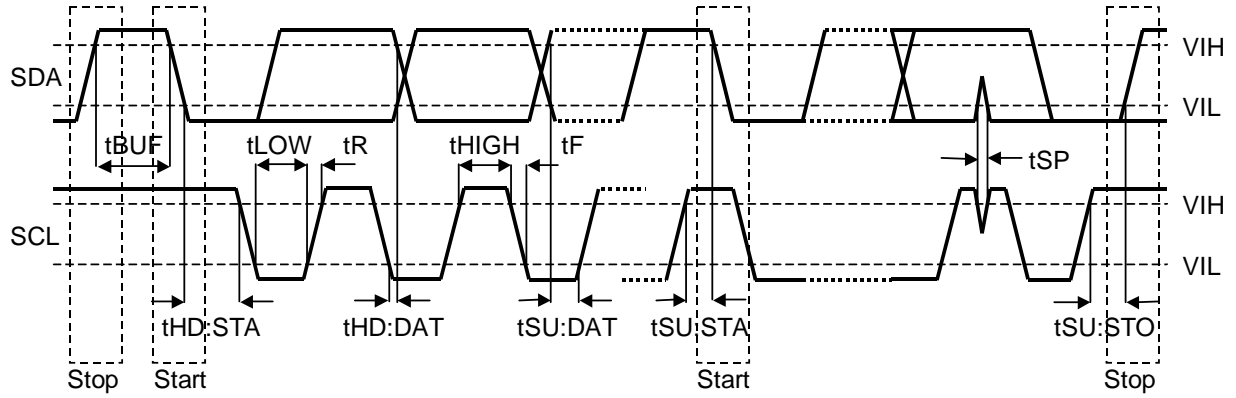 VIH
SDA
VIL
tBUF tLOW tR tHIGH tF
tSP
VIH
SCL
VIL
tHD:STA tHD:DAT tSU:DAT tSU:STA tSU:STO
Stop Start Start Stop